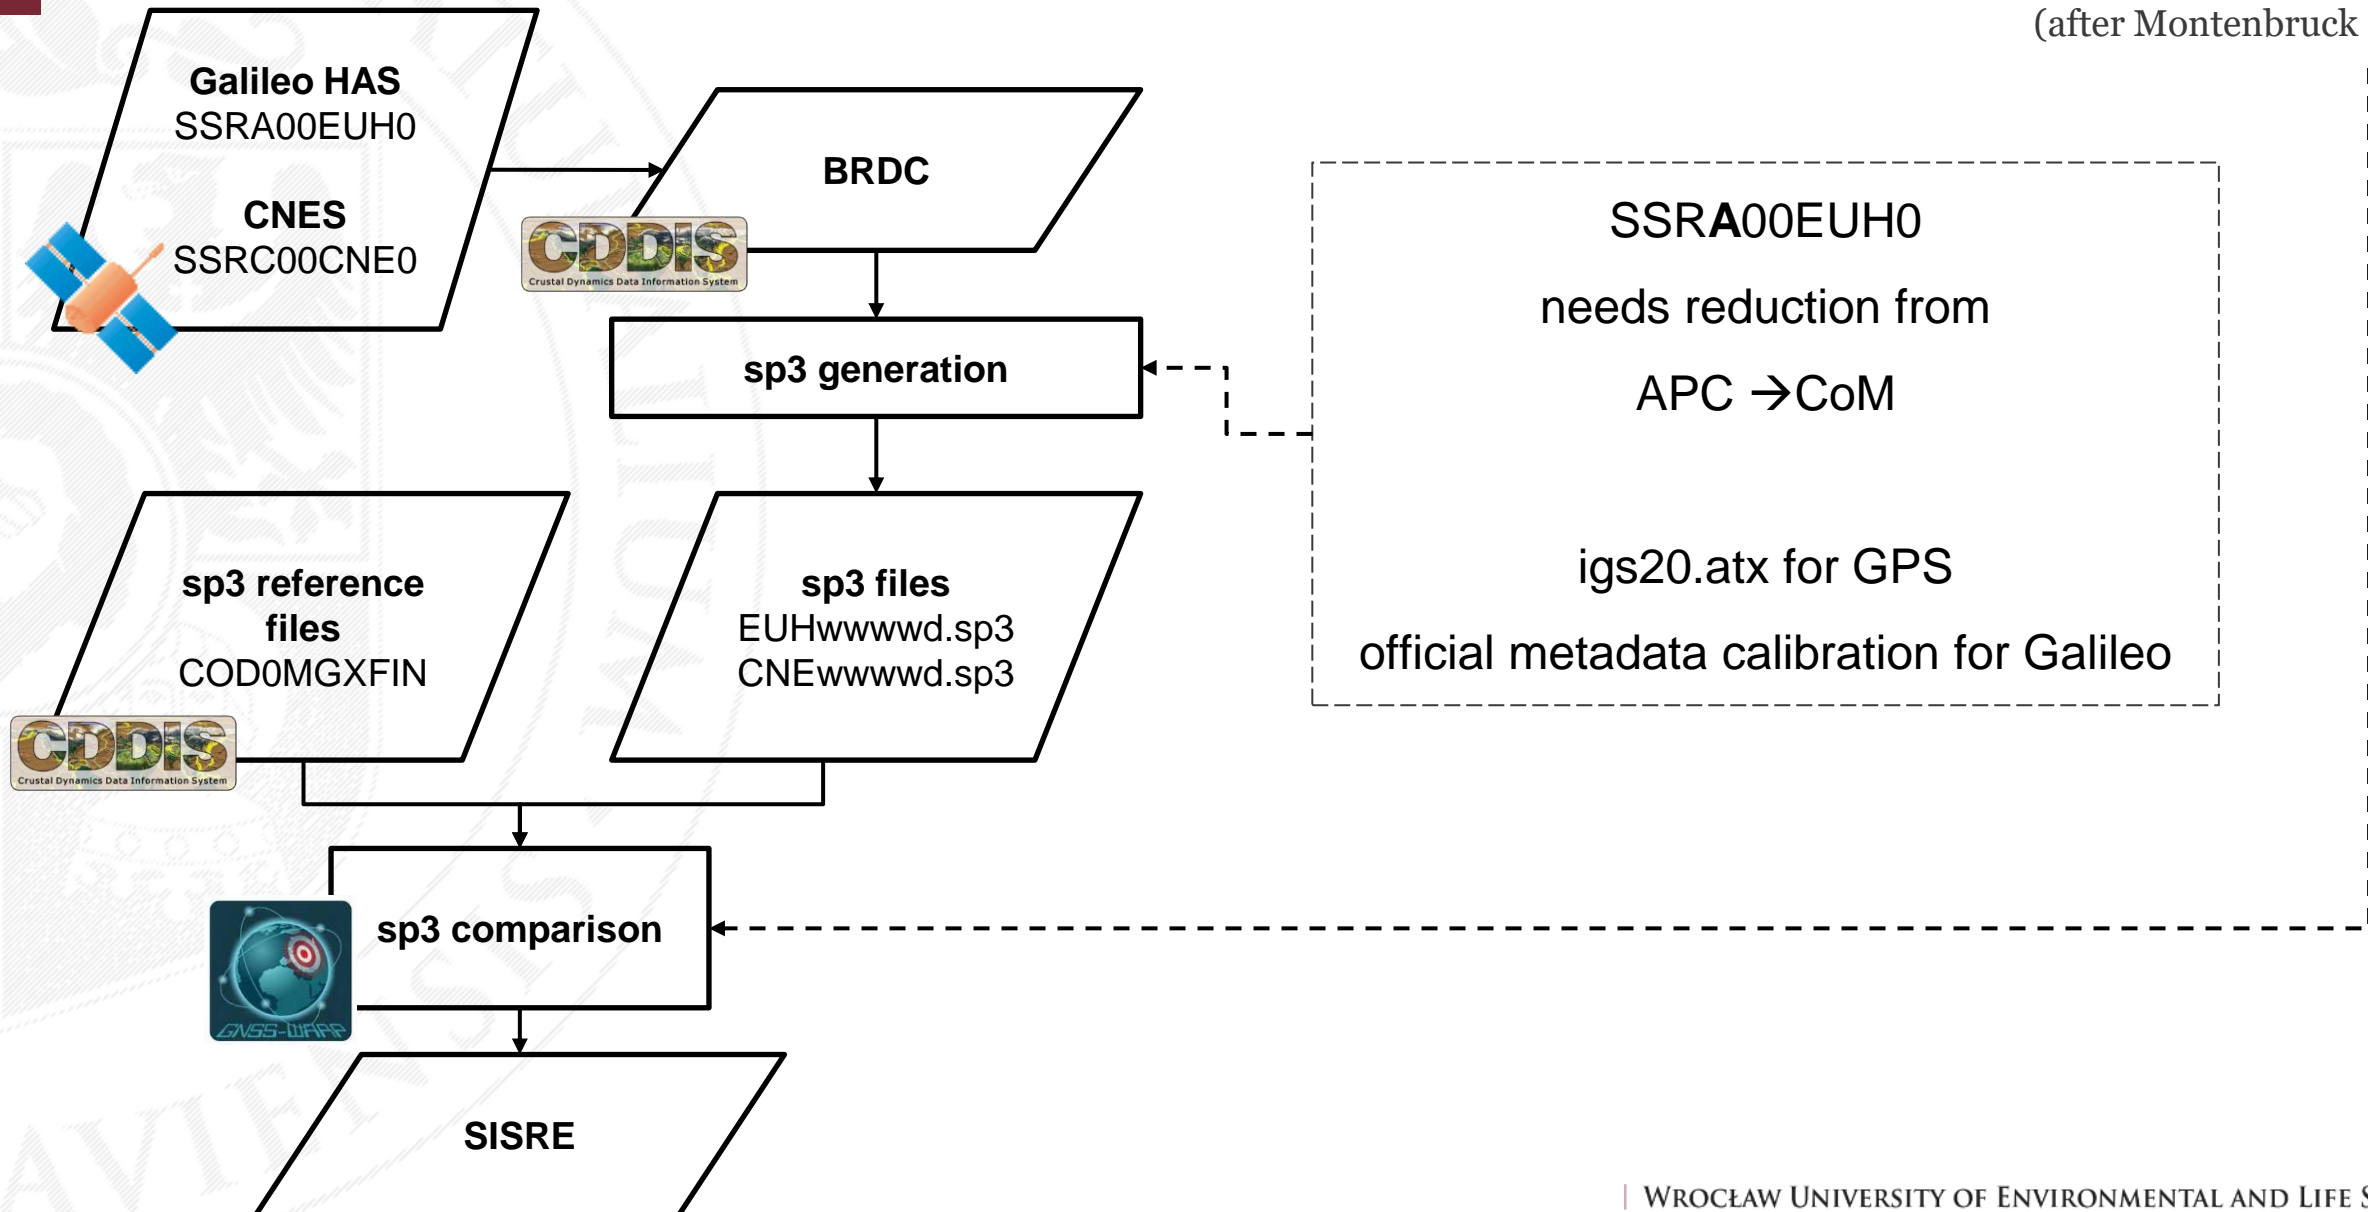 (after Montenbruck
Galileo HAS
SSRA00EUH0
CNES
SSRC00CNE0
BRDC
CDDIS
Crustal Dynamics Data Information System
sp3 generation
SSRA00EUH0
needs reduction from
APC →CoM
igs20.atx for GPS
official metadata calibration for Galileo
sp3 reference
files
COD0MGXFIN
CDDIS
Crustal Dynamics Data Information System
sp3 files
EUHwwwwd.sp3
CNEwwwwd.sp3
sp3 comparison
GNSS-WARP
SISRE
WROCŁAW UNIVERSITY OF ENVIRONMENTAL AND LIFE S